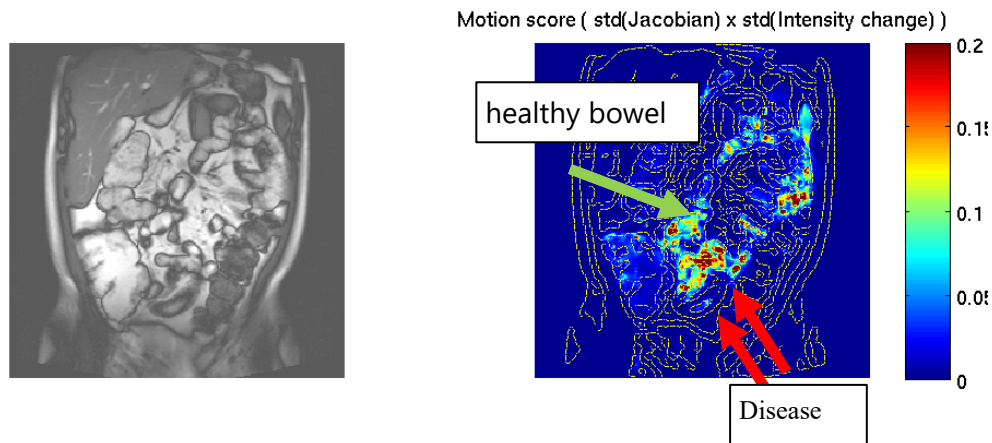 Motion score ( std(Jacobian) x std(Intensity change) )
healthy bowel
0.2
0.15
0.1
0.05
0
Disease